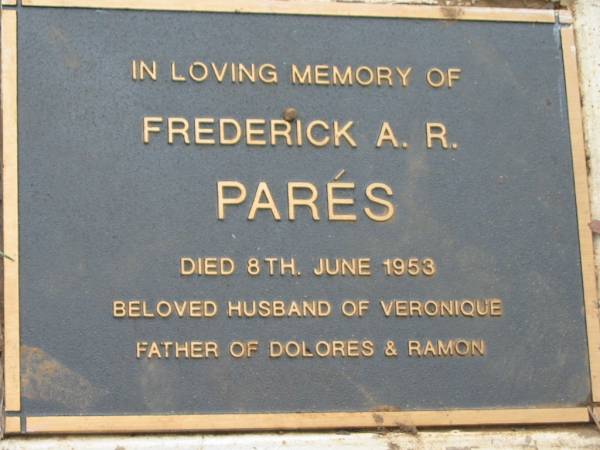 IN LOVING MEMORY OF
FREDERICK A. R.
PARÉS
DIED 8TH. JUNE 1953
BELOVED HUSBAND OF VERONIQUE
FATHER OF DOLORES & RAMON